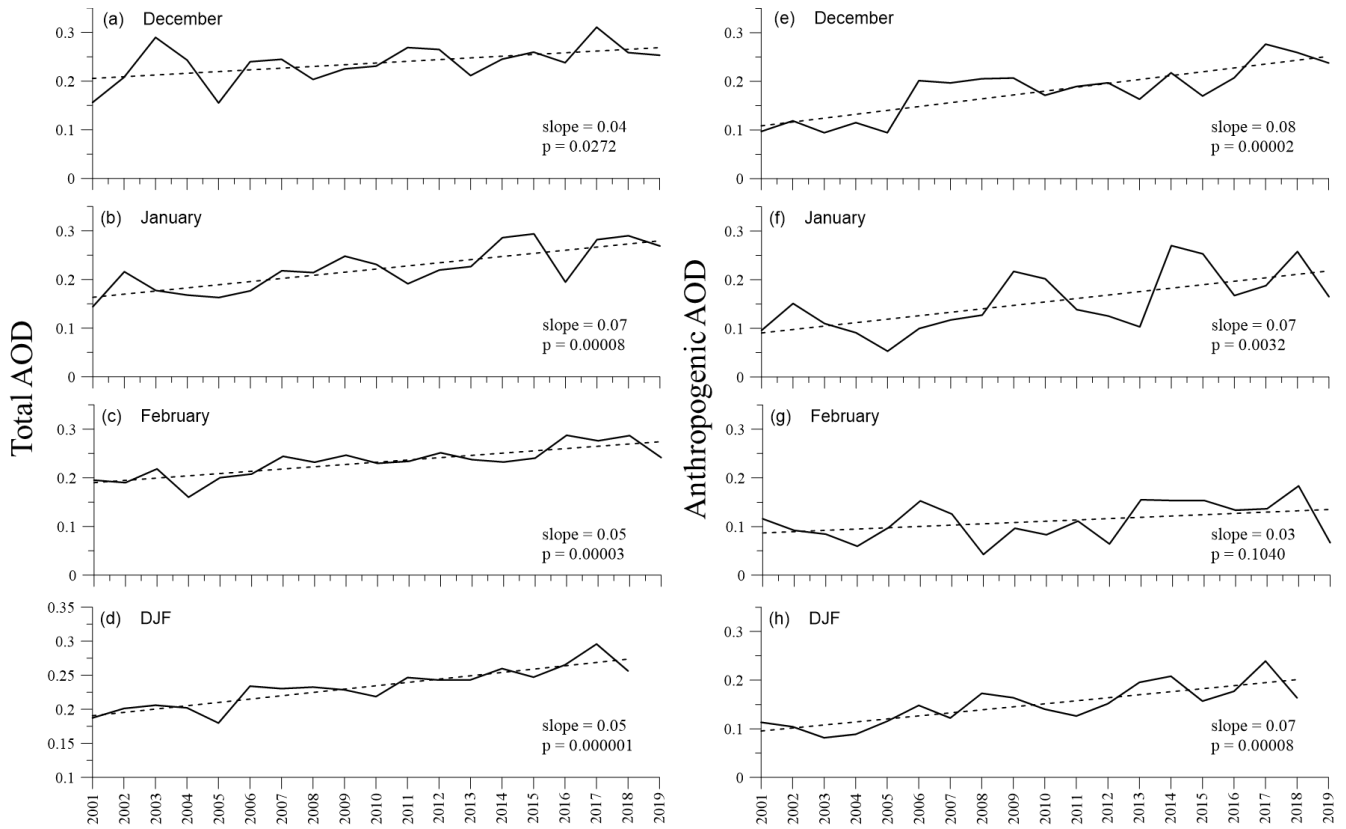 Total AOD
(a) December
0.3
0.2
0.1
0
slope = 0.04
p = 0.0272
(b) January
0.3
0.2
0.1
0
slope = 0.07
p = 0.00008
(c) February
0.3
0.2
0.1
0
slope = 0.05
p = 0.00003
(d) DJF
0.35
0.3
0.25
0.2
0.15
0.1
slope = 0.05
p = 0.000001
2001
2002
2003
2004
2005
2006
2007
2008
2009
2010
2011
2012
2013
2014
2015
2016
2017
2018
2019
Anthropogenic AOD
(e) December
0.3
0.2
0.1
0
slope = 0.08
p = 0.00002
(f) January
0.3
0.2
0.1
0
slope = 0.07
p = 0.0032
(g) February
0.3
0.2
0.1
0
slope = 0.03
p = 0.1040
(h) DJF
0.3
0.2
0.1
0
slope = 0.07
p = 0.00008
2001
2002
2003
2004
2005
2006
2007
2008
2009
2010
2011
2012
2013
2014
2015
2016
2017
2018
2019